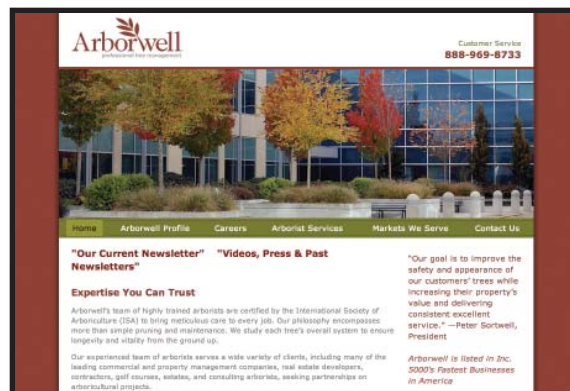 Arborwell
professional tree management
Customer Service
888-969-8733
Home Arborwell Profile Careers Arborist Services Markets We Serve Contact Us
"Our Current Newsletter" "Videos, Press & Past
Newsletters"
Expertise You Can Trust
Arborwell's team of highly trained arborists are certified by the International Society of
Arboriculture (ISA) to bring meticulous care to every job. Our philosophy encompasses
more than simple pruning and maintenance. We study each tree's overall system to ensure
longevity and vitality from the ground up.
Our experienced team of arborists serves a wide variety of clients, including many of the
leading commercial and property management companies, real estate developers,
contractors, golf courses, estates, and consulting arborists, seeking partnerships on
arboricultural projects.
"Our goal is to improve the
safety and appearance of
our customers' trees while
increasing their property's
value and delivering
consistent excellent
service." —Peter Sortwell,
President
Arborwell is listed in Inc.
5000's Fastest Businesses
in America